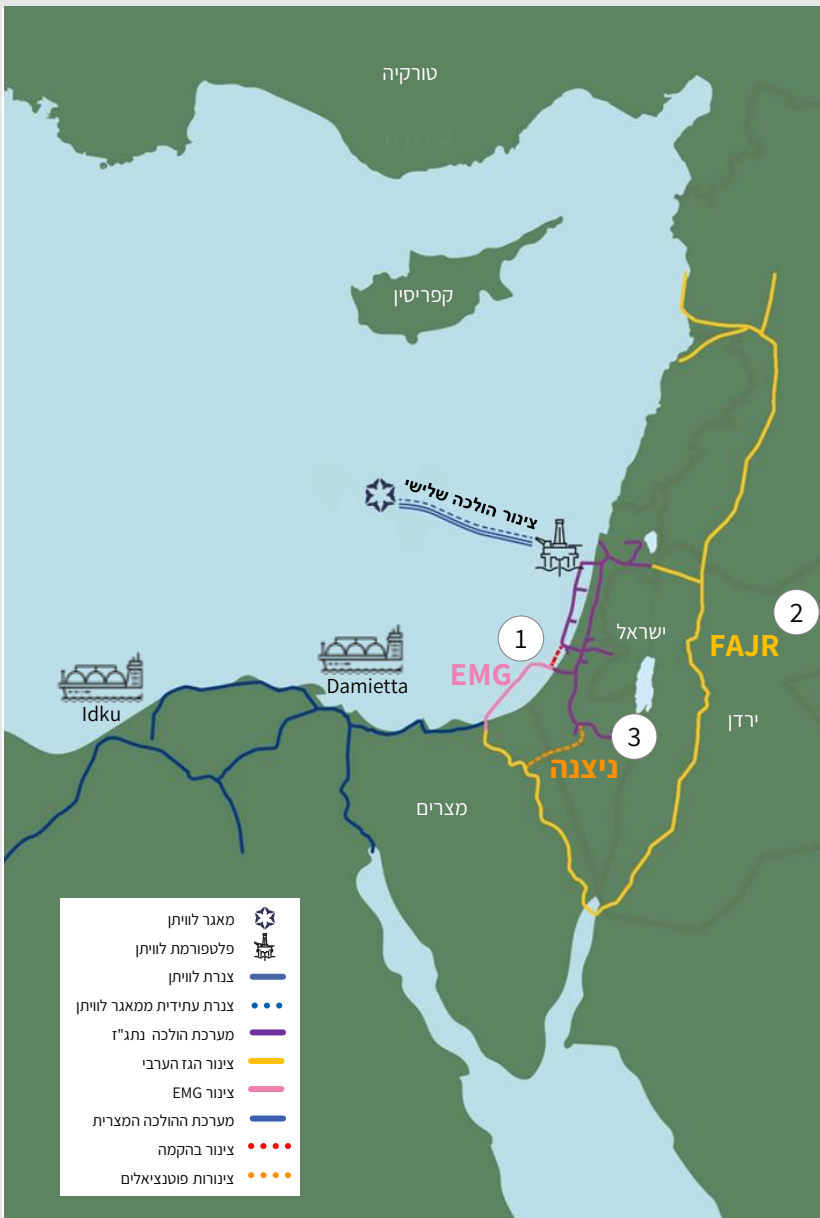 טורקיה
טורקיה
קפריסין
צינור הולכה שלישי
ישראל
2
FAJR
1
EMG
Damietta
Idku
ירדן
3
ניצנה
מצרים
מאגר לוויתן
פלטפורמת לוויתן
צנרת לוויתן
צנרת עתידית ממאגר לוויתן
מערכת הולכה נתג"ז
צינור הגז הערבי
צינור EMG
מערכת ההולכה המצרית
צינור בהקמה
צינורות פוטנציאלים